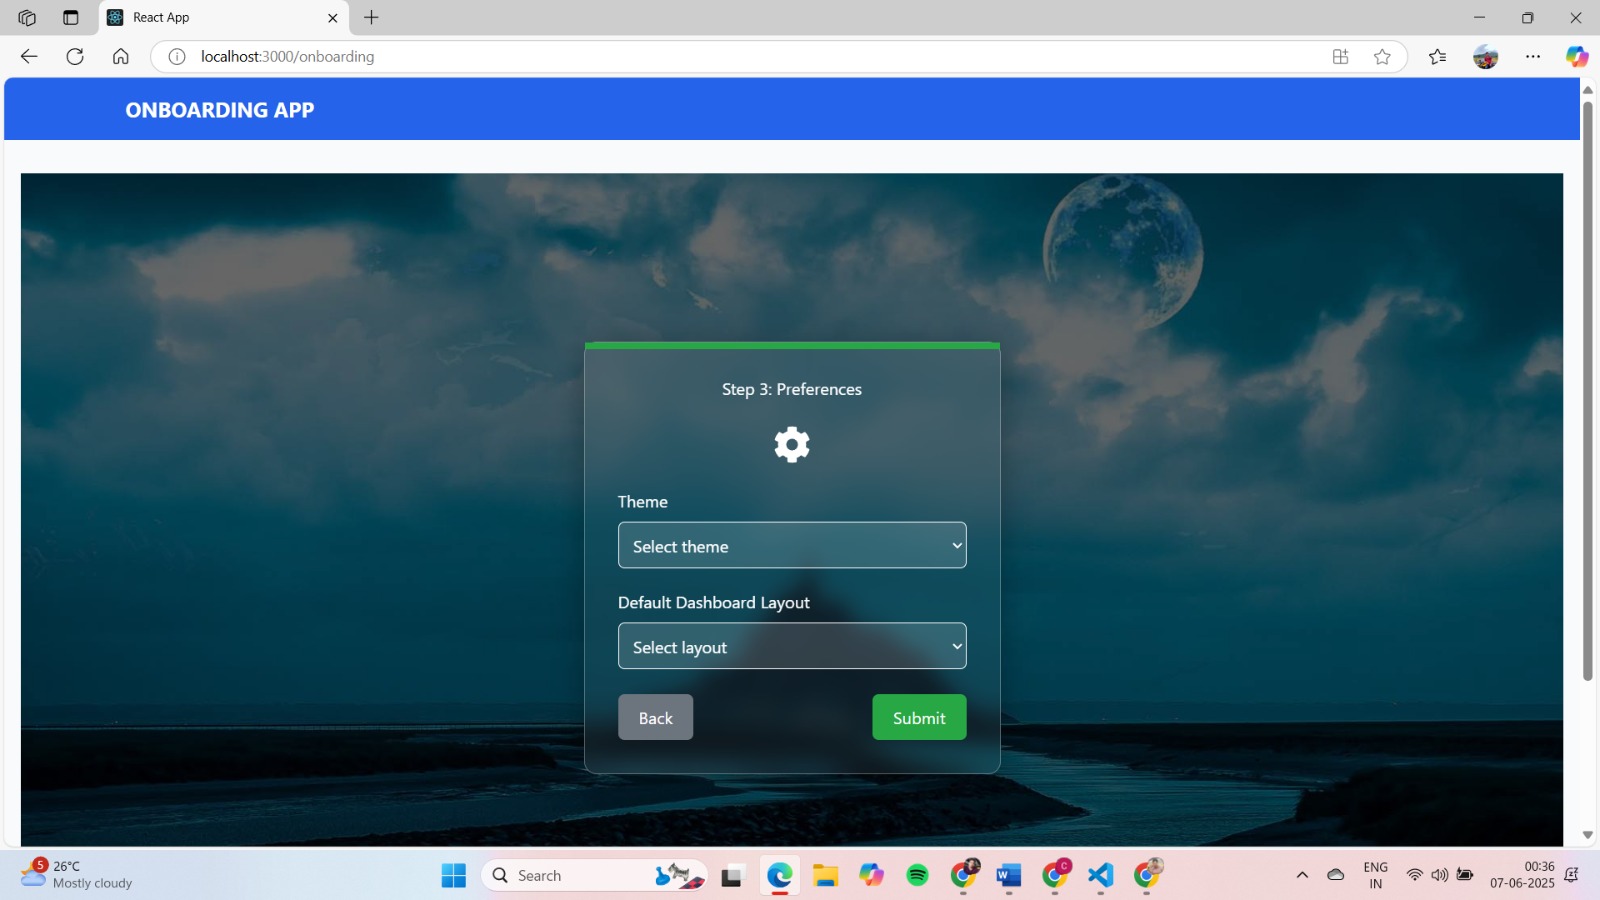 React App
localhost:3000/onboarding
ONBOARDING APP
Step 3: Preferences
Theme
Select theme
Default Dashboard Layout
Select layout
Back
Submit
5
26°C
Mostly cloudy
Search
W
C
ENG
IN
00:36
07-06-2025